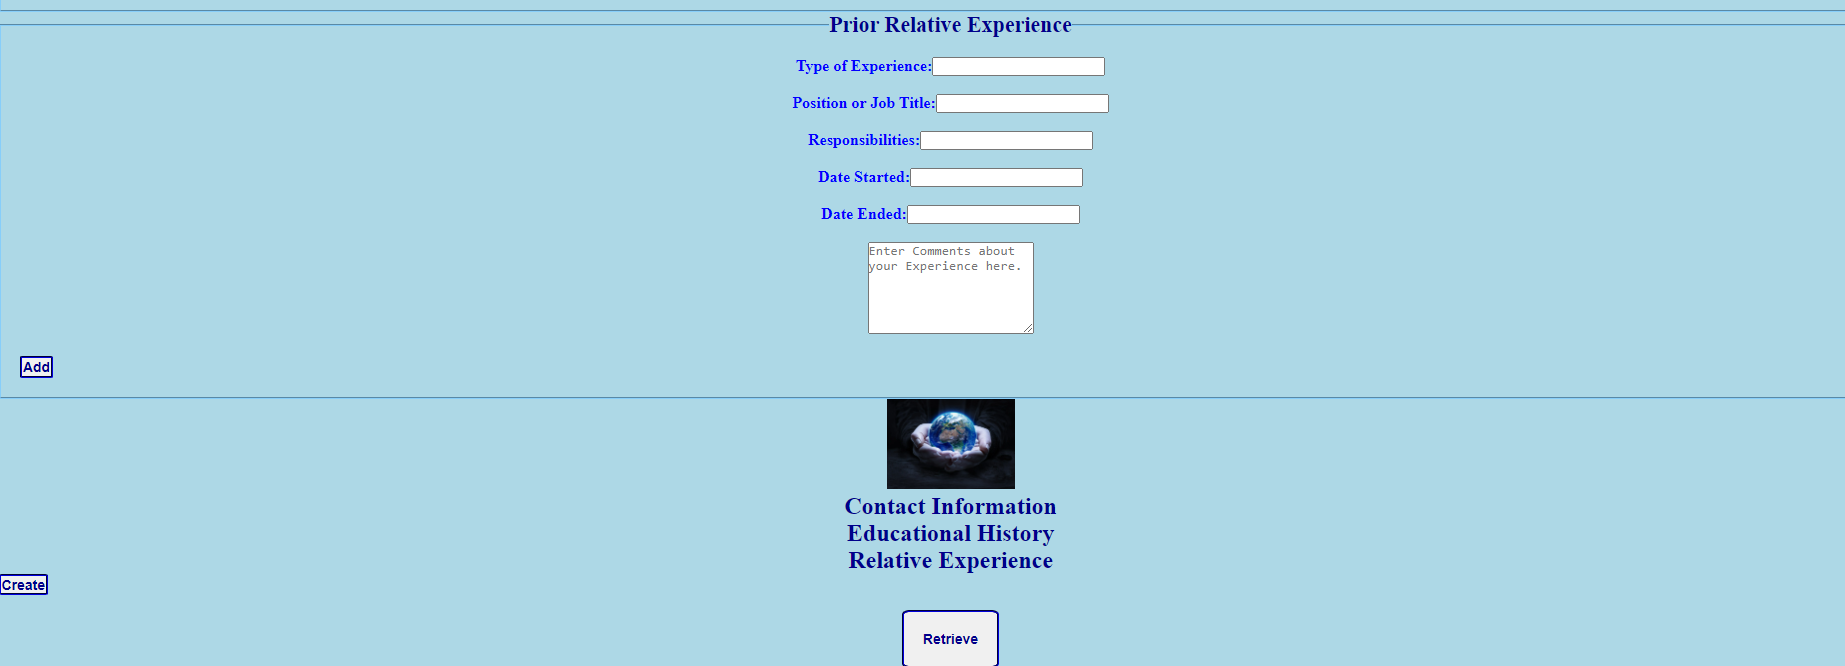 Prior Relative Experience
Type of Experience:
Position or Job Title:
Responsibilities:
Date Started:
Date Ended:
Enter Comments about
your Experience here.
Add
Contact Information
Educational History
Relative Experience
Create
Retrieve